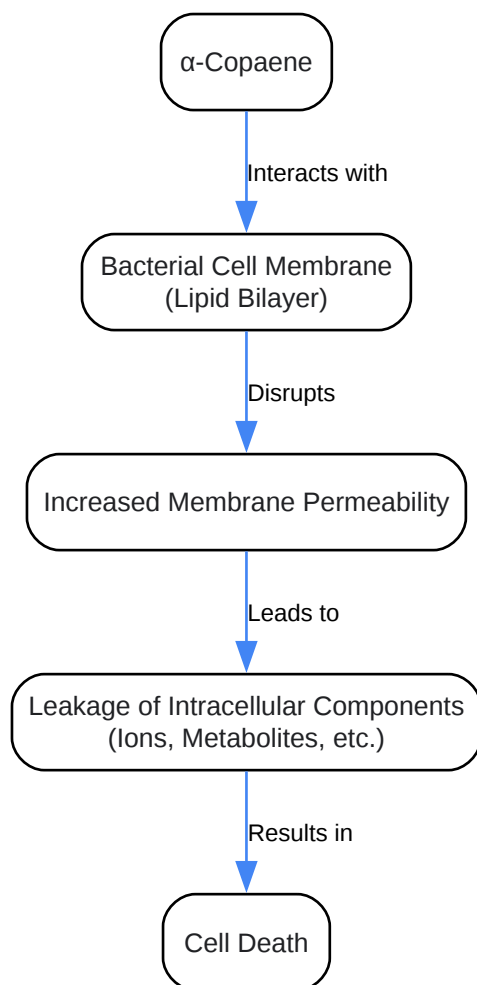 α-Copaene
Interacts with
Bacterial Cell Membrane
(Lipid Bilayer)
Disrupts
Increased Membrane Permeability
Leads to
Leakage of Intracellular Components
(Ions, Metabolites, etc.)
Results in
Cell Death